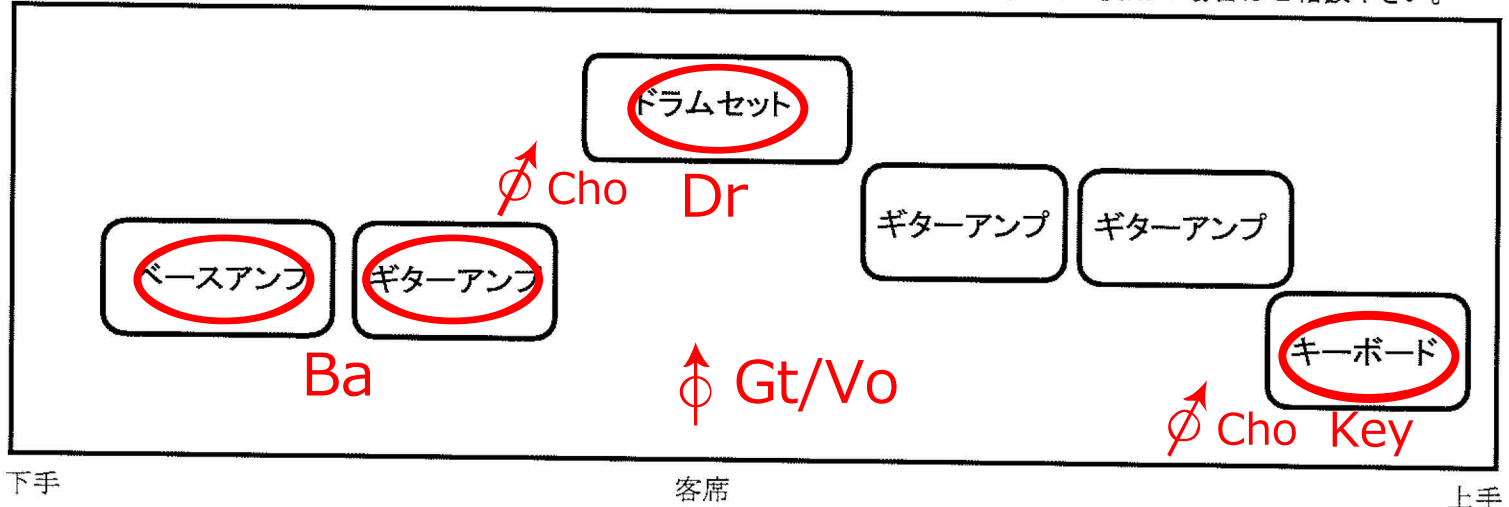 ドラムセット
Cho
Dr
ギターアンプ
ギターアンプ
ベースアンプ
ギターアンプ
キーボード
Ba
Gt/Vo
Cho
Key
下手
客席
上手